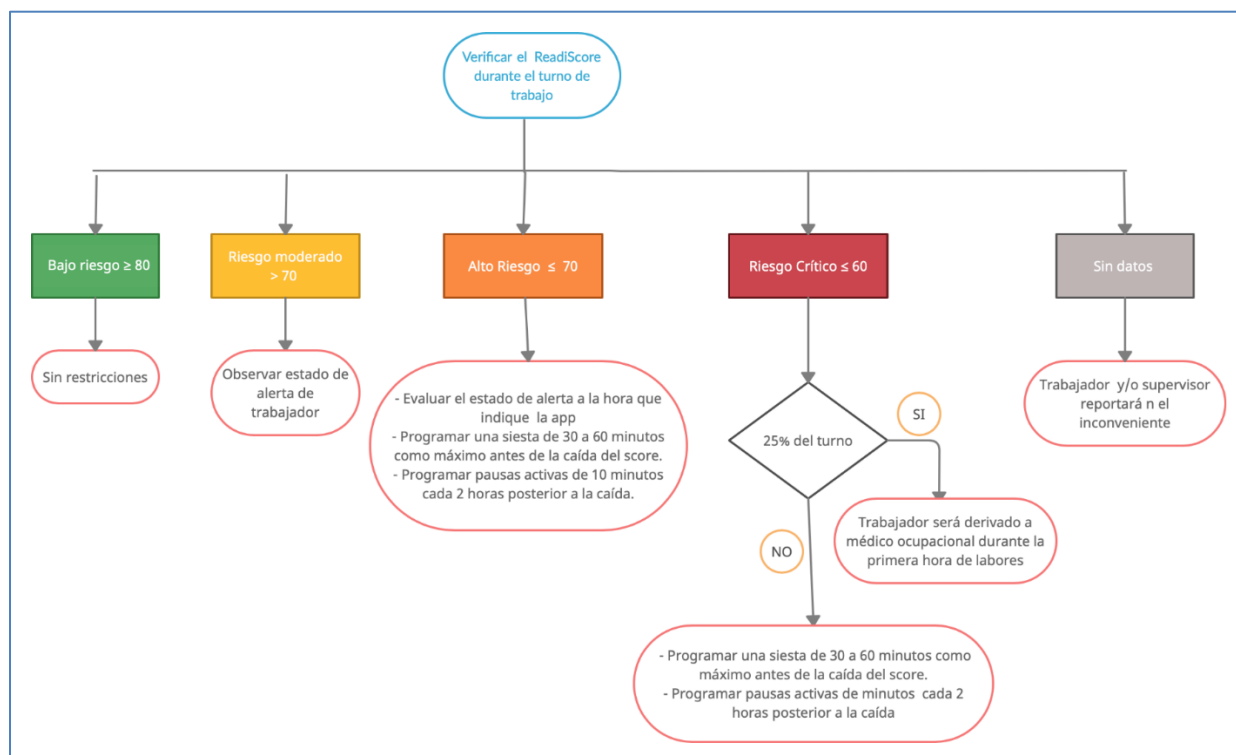 Verificar el ReadiScore
durante el turno de
trabajo
Bajo riesgo ≥ 80
Riesgo moderado
> 70
Alto Riesgo ≤ 70
Riesgo Crítico ≤ 60
Sin datos
Sin restricciones
Observar estado de
alerta de
trabajador
- Evaluar el estado de alerta a la hora que
indique la app
- Programar una siesta de 30 a 60 minutos
como máximo antes de la caída del score.
- Programar pausas activas de 10 minutos
cada 2 horas posterior a la caída.
25% del turno
SI
Trabajador y/o supervisor
reportará n el
inconveniente
Trabajador será derivado a
médico ocupacional durante la
primera hora de labores
NO
- Programar una siesta de 30 a 60 minutos como
máximo antes de la caída del score.
- Programar pausas activas de minutos cada 2
horas posterior a la caída